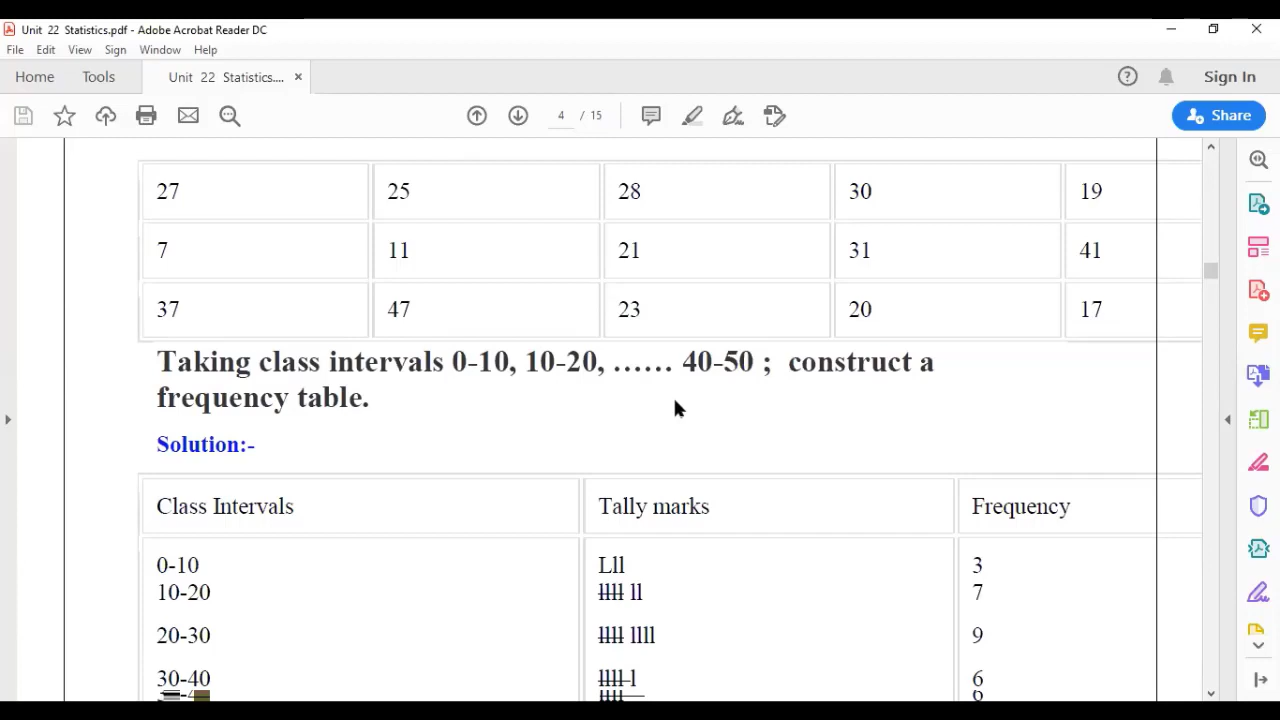 Unit 22 Statistics.pdf - Adobe Acrobat Reader DC
File Edit View Sign Window Help
Home Tools Unit 22 Statistics.... × Sign In
4 / 15 Share
27 25 28 30 19
7 11 21 31 41
37 47 23 20 17
Taking class intervals 0-10, 10-20, …… 40-50 ; construct a
frequency table.
Solution:-
Class Intervals Tally marks Frequency
0-10 Lll 3
10-20 llll ll 7
20-30 llll llll 9
30-40 llll l 6